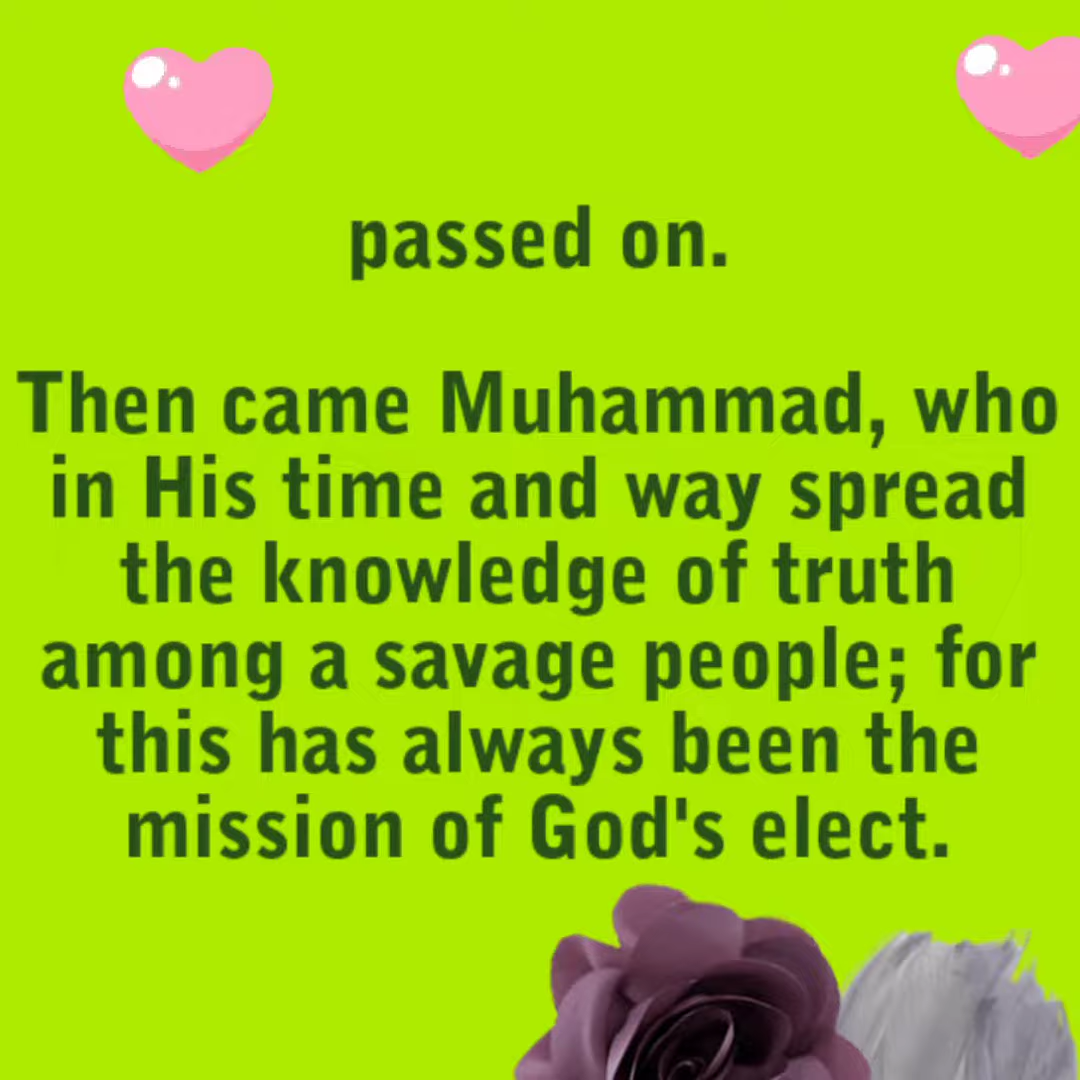 passed on.
Then came Muhammad, who
in His time and way spread
the knowledge of truth
among a savage people; for
this has always been the
mission of God's elect.